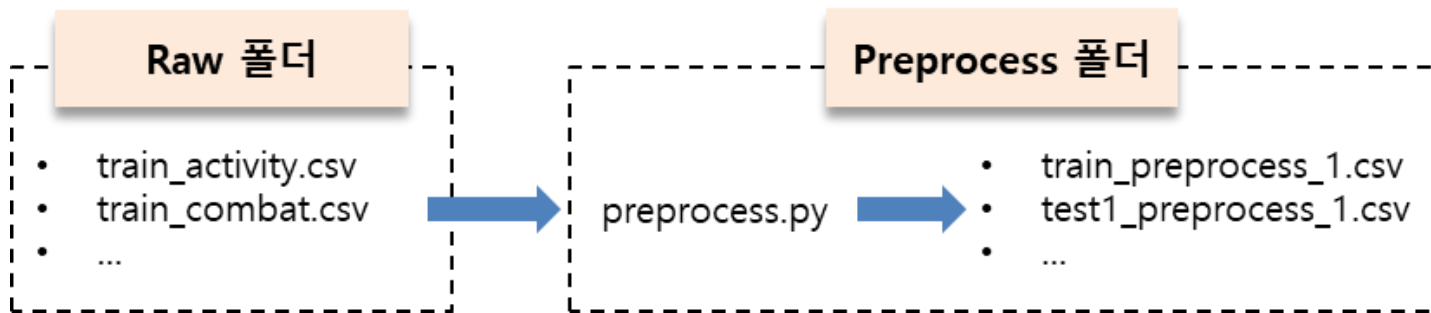 Raw 폴더
• train_activity.csv
• train_combat.csv
• ...
Preprocess 폴더
preprocess.py
• train_preprocess_1.csv
• test1_preprocess_1.csv
• ...